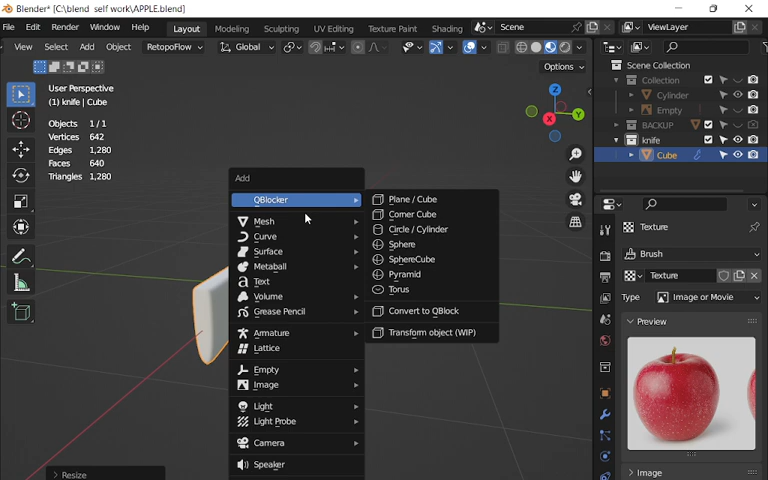 Blender* [C:\blend self work\APPLE.blend]
File Edit Render Window Help Layout Modeling Sculpting UV Editing Texture Paint Shading Scene ViewLayer
View Select Add Object RetopoFlow Global
Options
User Perspective
(1) knife | Cube
Objects 1/1
Vertices 642
Edges 1,280
Faces 640
Triangles 1,280
Z
Y
X
Add
QBlocker
Mesh
Curve
Surface
Metaball
Text
Volume
Grease Pencil
Armature
Lattice
Empty
Image
Light
Light Probe
Camera
Speaker
Plane / Cube
Corner Cube
Circle / Cylinder
Sphere
SphereCube
Pyramid
Torus
Convert to QBlock
Transform object (WIP)
Resize
Scene Collection
Collection
Cylinder
Empty
BACKUP
knife
Cube
Texture
Brush
Texture
Type Image or Movie
Preview
Image